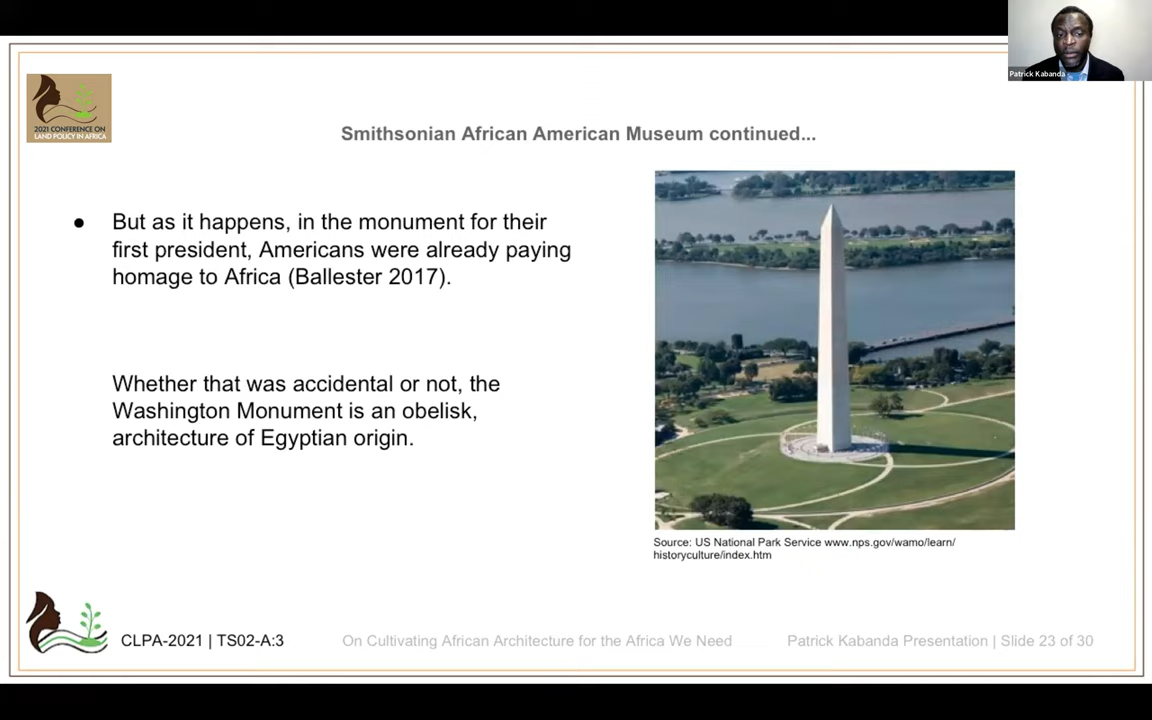 Patrick Kabanda
2021 CONFERENCE ON
LAND POLICY IN AFRICA
Smithsonian African American Museum continued...
● But as it happens, in the monument for their
first president, Americans were already paying
homage to Africa (Ballester 2017).
Whether that was accidental or not, the
Washington Monument is an obelisk,
architecture of Egyptian origin.
Source: US National Park Service www.nps.gov/wamo/learn/
historyculture/index.htm
CLPA-2021 | TS02-A:3
On Cultivating African Architecture for the Africa We Need
Patrick Kabanda Presentation | Slide 23 of 30